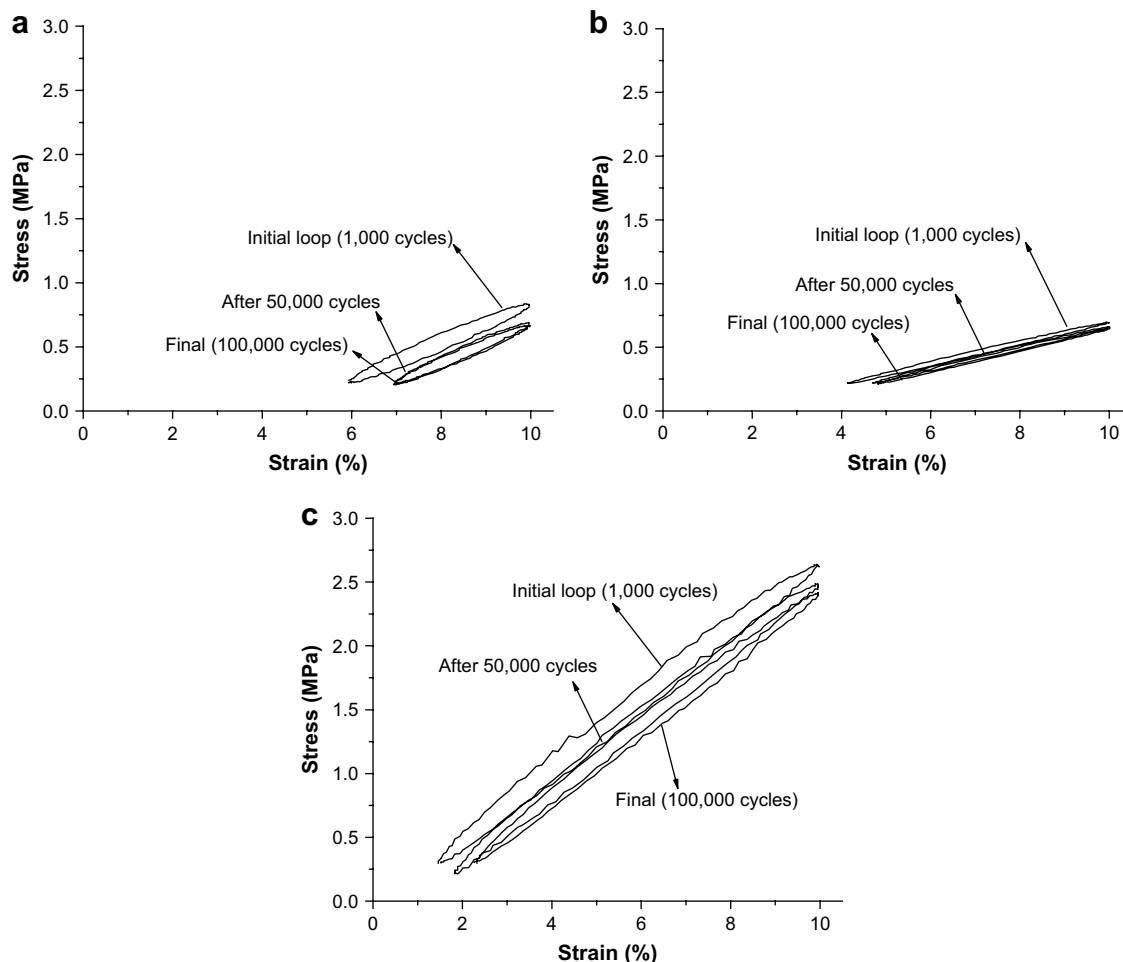 a
3.0
2.5
2.0
1.5
1.0
0.5
0.0
Stress (MPa)
Initial loop (1,000 cycles)
After 50,000 cycles
Final (100,000 cycles)
0 2 4 6 8 10
Strain (%)
b
3.0
2.5
2.0
1.5
1.0
0.5
0.0
Stress (MPa)
Initial loop (1,000 cycles)
After 50,000 cycles
Final (100,000 cycles)
0 2 4 6 8 10
Strain (%)
c
3.0
2.5
2.0
1.5
1.0
0.5
0.0
Stress (MPa)
Initial loop (1,000 cycles)
After 50,000 cycles
Final (100,000 cycles)
0 2 4 6 8 10
Strain (%)